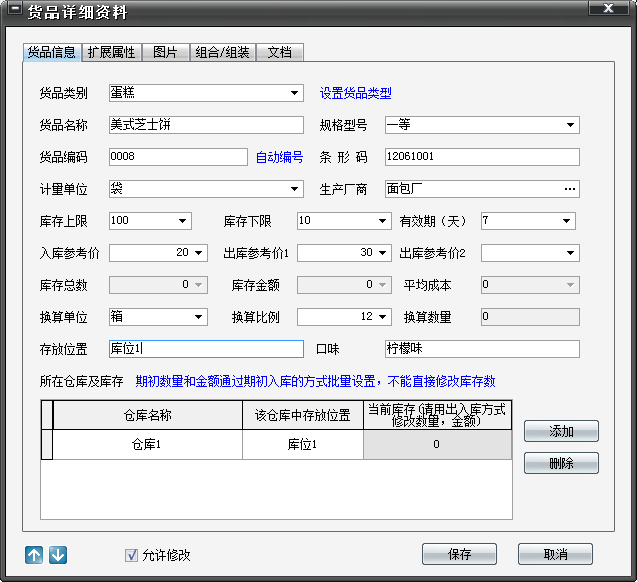 货品详细资料
货品信息 扩展属性 图片 组合/组装 文档
货品类别 蛋糕 设置货品类型
货品名称 美式芝士饼 规格型号 一等
货品编码 0008 自动编号 条 形 码 12061001
计量单位 袋 生产厂商 面包厂 ...
库存上限 100 库存下限 10 有效期（天） 7
入库参考价 20 出库参考价1 30 出库参考价2
库存总数 0 库存金额 0 平均成本 0
换算单位 箱 换算比例 12 换算数量 0
存放位置 库位1 口味 柠檬味
所在仓库及库存 期初数量和金额通过期初入库的方式批量设置，不能直接修改库存数
仓库名称 该仓库中存放位置 当前库存(请用出入库方式
修改数量，金额)
仓库1 库位1 0
添加
删除
允许修改 保存 取消